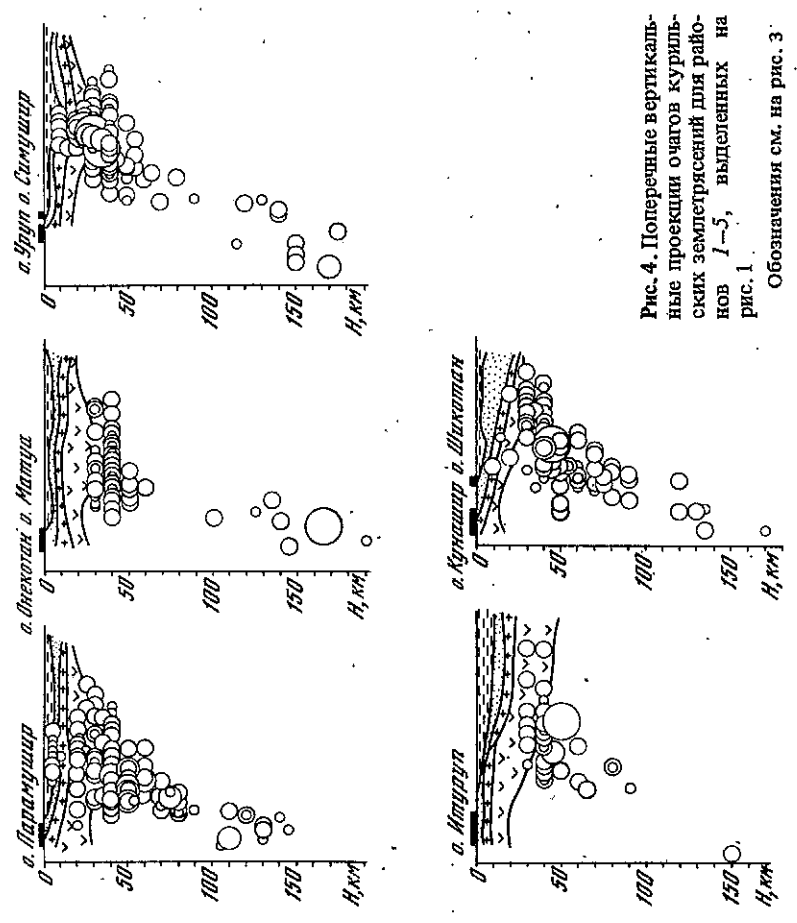 о. Парамушир
0
50
100
150
H, км
о. Онекотан о. Матуа
0
50
100
150
H, км
о. Уруп о. Симушир
0
50
100
150
H, км
о. Итуруп
0
50
100
150
H, км
о. Кунашир о. Шикотан
0
50
100
150
H, км
Рис. 4. Поперечные вертикаль-
ные проекции очагов куриль-
ских землетрясений для райо-
нов 1–5, выделенных на
рис. 1
Обозначения см. на рис. 3